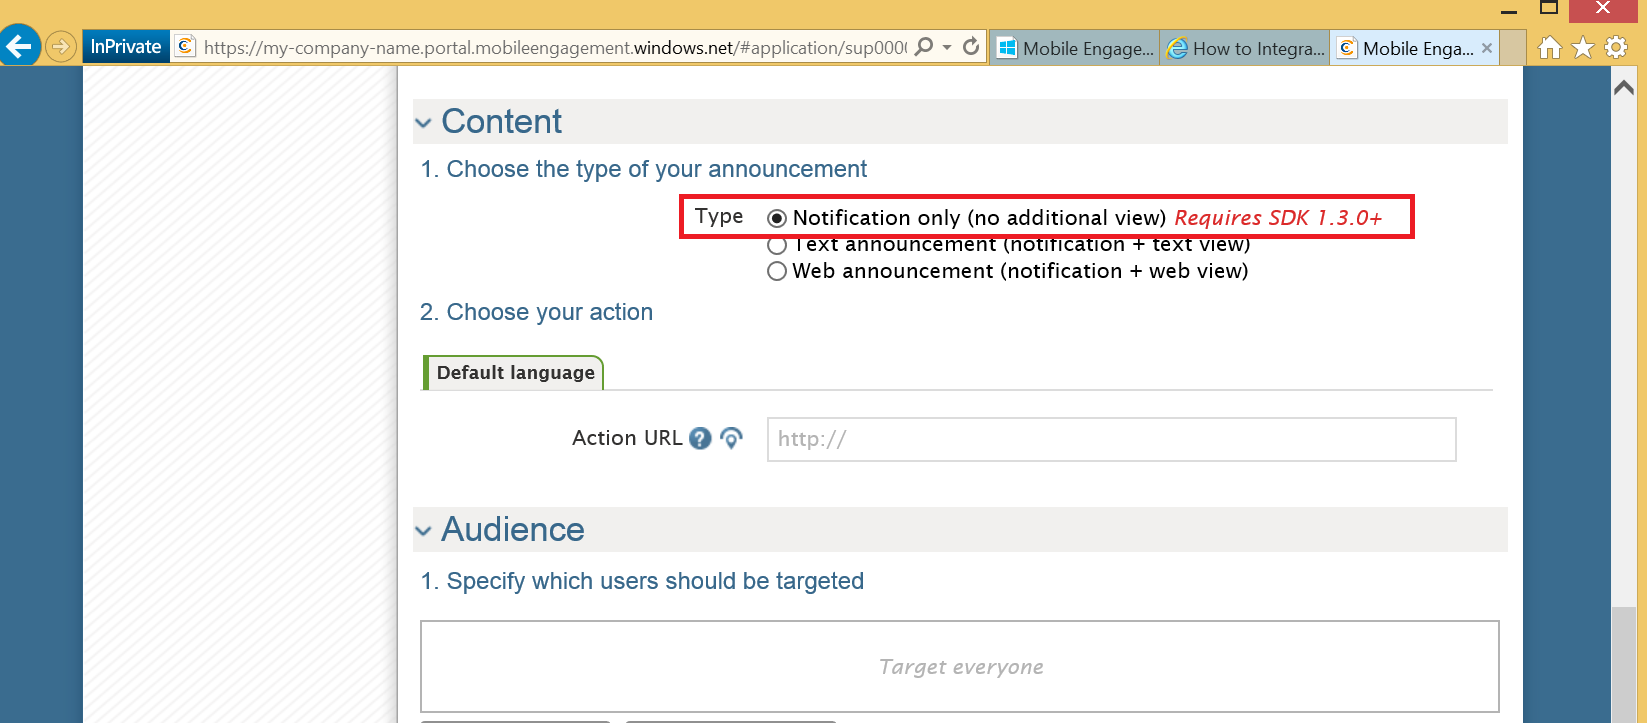 InPrivate https://my-company-name.portal.mobileengagement.windows.net/#application/sup000 Mobile Engage... How to Integra... Mobile Enga...
Content
1. Choose the type of your announcement
Type Notification only (no additional view) Requires SDK 1.3.0+
Text announcement (notification + text view)
Web announcement (notification + web view)
2. Choose your action
Default language
Action URL ? http://
Audience
1. Specify which users should be targeted
Target everyone